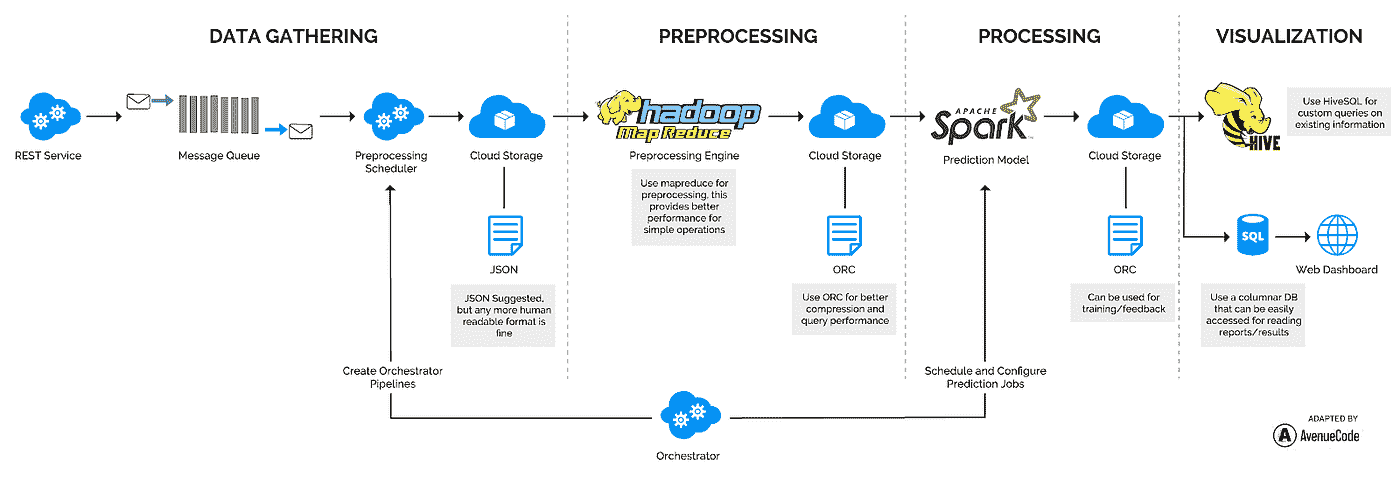 DATA GATHERING
PREPROCESSING
PROCESSING
VISUALIZATION
REST Service
Message Queue
Preprocessing
Scheduler
Cloud Storage
JSON
JSON Suggested,
but any more human
readable format is
fine
hadoop
Map Reduce
Preprocessing Engine
Use mapreduce for
preprocessing, this
provides better
performance for
simple operations
Cloud Storage
ORC
Use ORC for better
compression and
query performance
APACHE
Spark
Prediction Model
Cloud Storage
ORC
Can be used for
training/feedback
HIVE
Use HiveSQL for
custom queries on
existing information
SQL
Web Dashboard
Use a columnar DB
that can be easily
accessed for reading
reports/results
Create Orchestrator
Pipelines
Schedule and Configure
Prediction Jobs
Orchestrator
ADAPTED BY
A AvenueCode